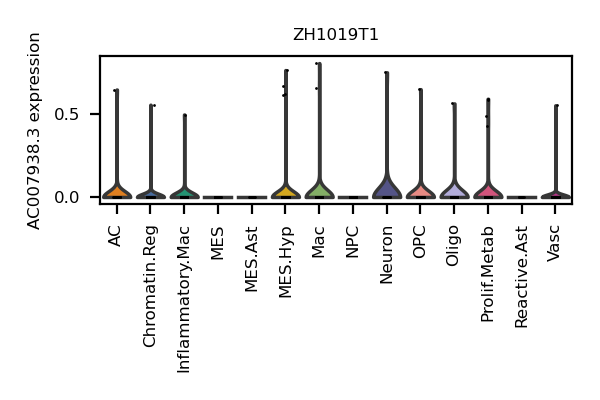 ZH1019T1
AC007938.3 expression
0.5
0.0
AC
Chromatin.Reg
Inflammatory.Mac
MES
MES.Ast
MES.Hyp
Mac
NPC
Neuron
OPC
Oligo
Prolif.Metab
Reactive.Ast
Vasc